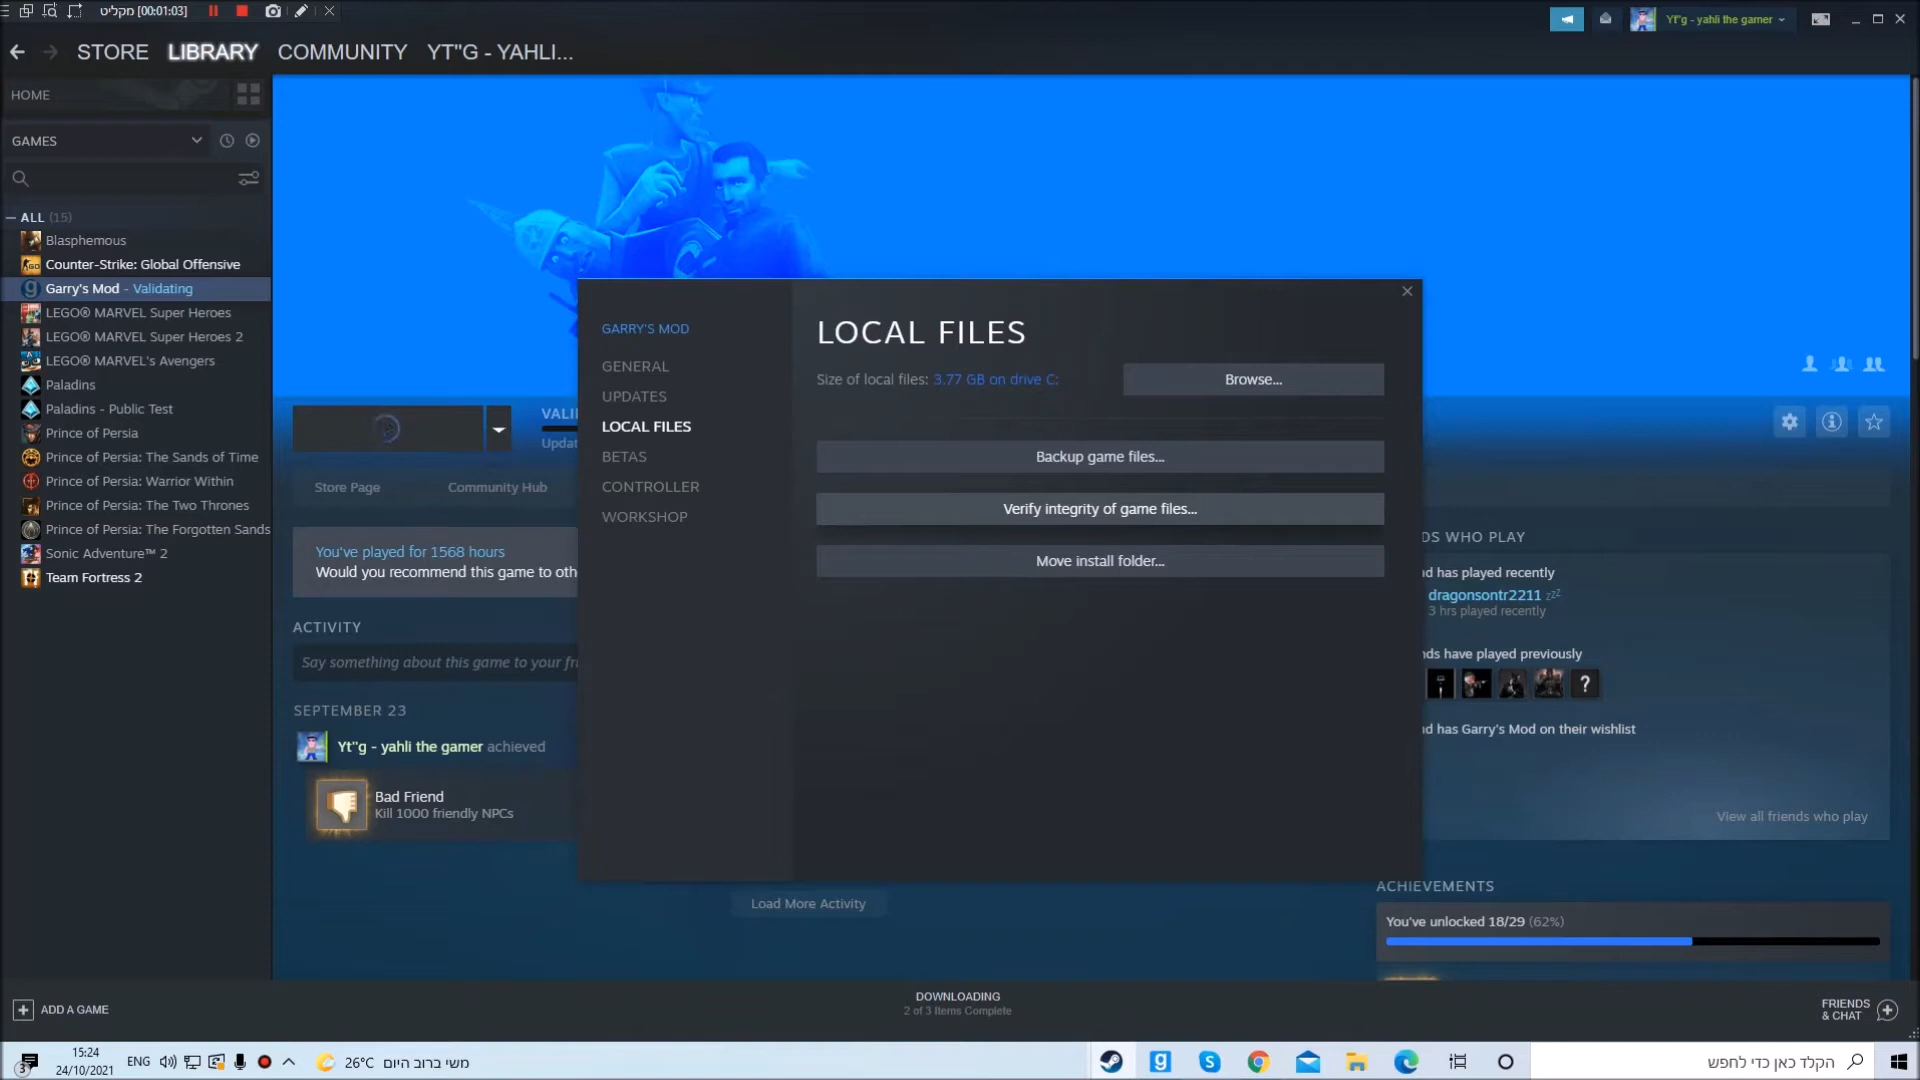 מקליט [00:01:03]
Yt"g - yahli the gamer
STORE LIBRARY COMMUNITY YT"G - YAHLI...
HOME
GAMES
ALL (15)
Blasphemous
Counter-Strike: Global Offensive
Garry's Mod - Validating
LEGO® MARVEL Super Heroes
LEGO® MARVEL Super Heroes 2
LEGO® MARVEL's Avengers
Paladins
Paladins - Public Test
Prince of Persia
Prince of Persia: The Sands of Time
Prince of Persia: Warrior Within
Prince of Persia: The Two Thrones
Prince of Persia: The Forgotten Sands
Sonic Adventure™ 2
Team Fortress 2
VALI
Updat
Store Page
Community Hub
You've played for 1568 hours
Would you recommend this game to oth
ACTIVITY
Say something about this game to your fri
SEPTEMBER 23
Yt"g - yahli the gamer achieved
Bad Friend
Kill 1000 friendly NPCs
Load More Activity
GARRY'S MOD
GENERAL
UPDATES
LOCAL FILES
BETAS
CONTROLLER
WORKSHOP
LOCAL FILES
Size of local files: 3.77 GB on drive C:
Browse...
Backup game files...
Verify integrity of game files...
Move install folder...
DS WHO PLAY
nd has played recently
dragonsontr2211 zzZ
3 hrs played recently
nds have played previously
?
nd has Garry's Mod on their wishlist
View all friends who play
ACHIEVEMENTS
You've unlocked 18/29 (62%)
ADD A GAME
DOWNLOADING
2 of 3 Items Complete
FRIENDS
& CHAT
3
15:24
24/10/2021
ENG
26°C משי ברוב היום
הקלד כאן כדי לחפש